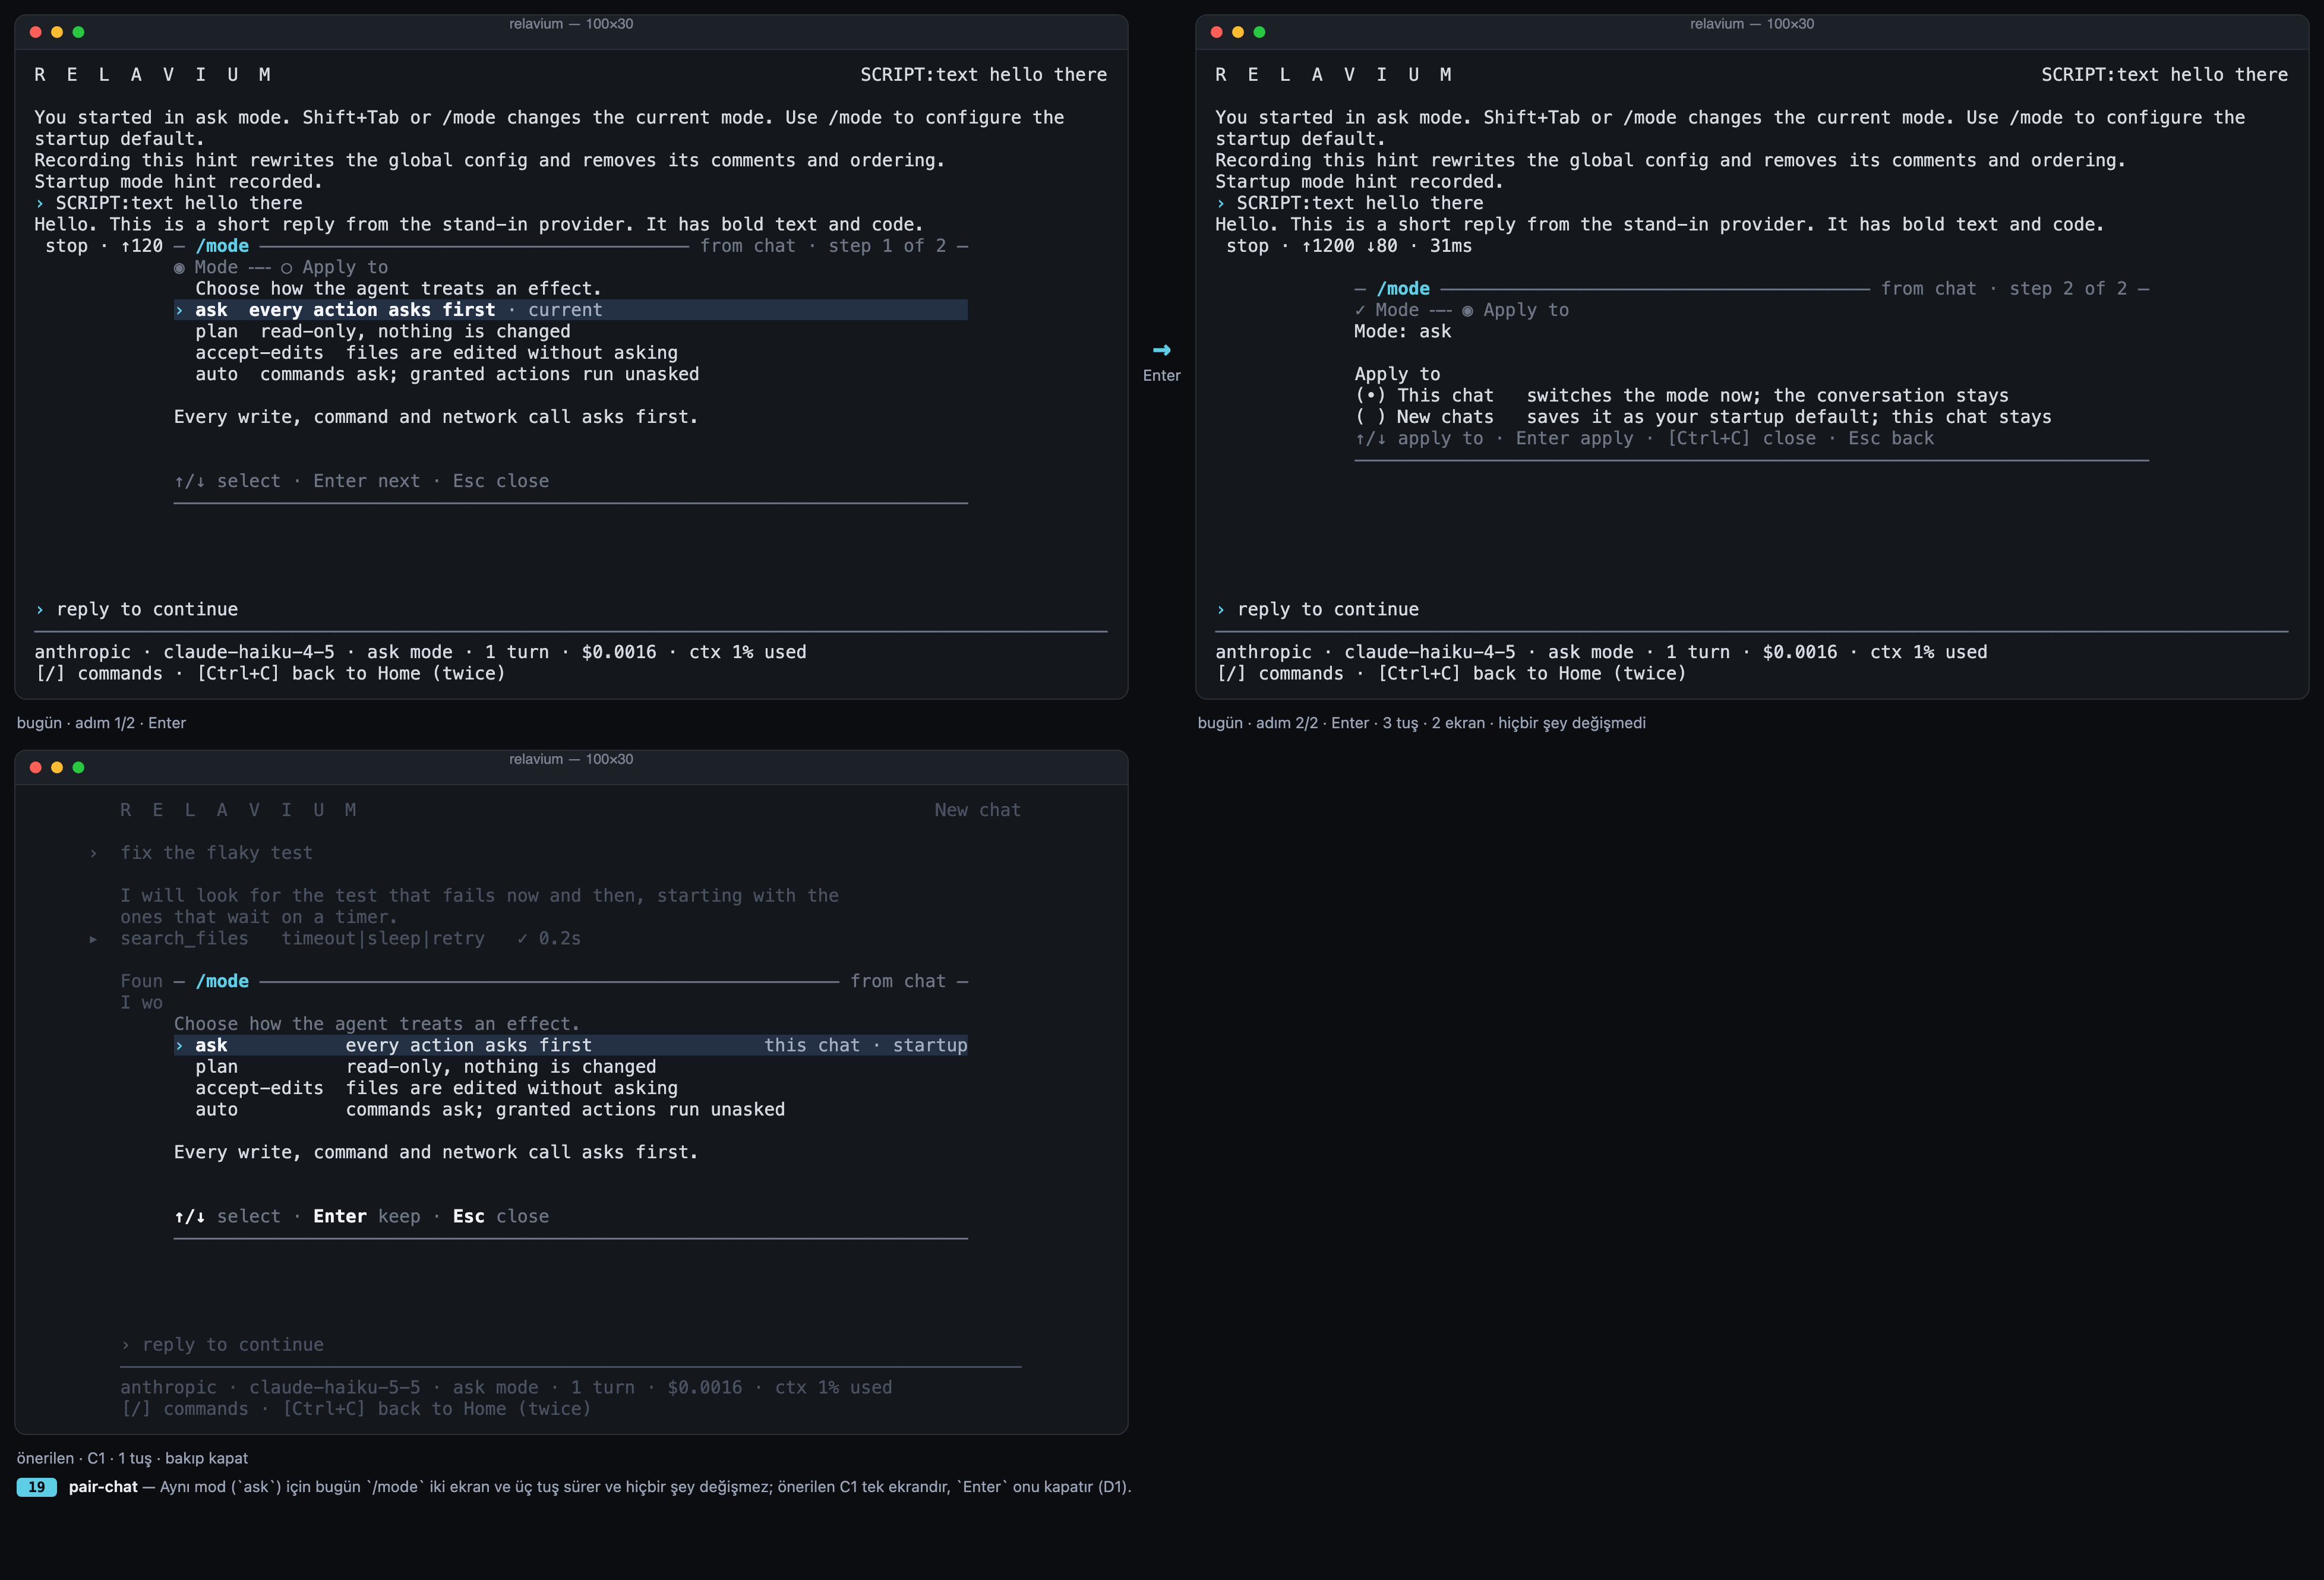 relavium — 100×30
R E L A V I U M SCRIPT:text hello there
You started in ask mode. Shift+Tab or /mode changes the current mode. Use /mode to configure the
startup default.
Recording this hint rewrites the global config and removes its comments and ordering.
Startup mode hint recorded.
› SCRIPT:text hello there
Hello. This is a short reply from the stand-in provider. It has bold text and code.
stop · ↑120 — /mode from chat · step 1 of 2 —
◉ Mode --- ○ Apply to
Choose how the agent treats an effect.
› ask every action asks first · current
plan read-only, nothing is changed
accept-edits files are edited without asking
auto commands ask; granted actions run unasked
Every write, command and network call asks first.
↑/↓ select · Enter next · Esc close
› reply to continue
anthropic · claude-haiku-4-5 · ask mode · 1 turn · $0.0016 · ctx 1% used
[/] commands · [Ctrl+C] back to Home (twice)
bugün · adım 1/2 · Enter
→
Enter
relavium — 100×30
R E L A V I U M SCRIPT:text hello there
You started in ask mode. Shift+Tab or /mode changes the current mode. Use /mode to configure the
startup default.
Recording this hint rewrites the global config and removes its comments and ordering.
Startup mode hint recorded.
› SCRIPT:text hello there
Hello. This is a short reply from the stand-in provider. It has bold text and code.
stop · ↑1200 ↓80 · 31ms
— /mode from chat · step 2 of 2 —
✓ Mode --- ◉ Apply to
Mode: ask
Apply to
(•) This chat switches the mode now; the conversation stays
( ) New chats saves it as your startup default; this chat stays
↑/↓ apply to · Enter apply · [Ctrl+C] close · Esc back
› reply to continue
anthropic · claude-haiku-4-5 · ask mode · 1 turn · $0.0016 · ctx 1% used
[/] commands · [Ctrl+C] back to Home (twice)
bugün · adım 2/2 · Enter · 3 tuş · 2 ekran · hiçbir şey değişmedi
relavium — 100×30
R E L A V I U M New chat
› fix the flaky test
I will look for the test that fails now and then, starting with the
ones that wait on a timer.
▸ search_files timeout|sleep|retry ✓ 0.2s
Foun — /mode from chat —
I wo
Choose how the agent treats an effect.
› ask every action asks first this chat · startup
plan read-only, nothing is changed
accept-edits files are edited without asking
auto commands ask; granted actions run unasked
Every write, command and network call asks first.
↑/↓ select · Enter keep · Esc close
› reply to continue
anthropic · claude-haiku-5-5 · ask mode · 1 turn · $0.0016 · ctx 1% used
[/] commands · [Ctrl+C] back to Home (twice)
önerilen · C1 · 1 tuş · bakıp kapat
19 pair-chat — Aynı mod (`ask`) için bugün `/mode` iki ekran ve üç tuş sürer ve hiçbir şey değişmez; önerilen C1 tek ekrandır, `Enter` onu kapatır (D1).